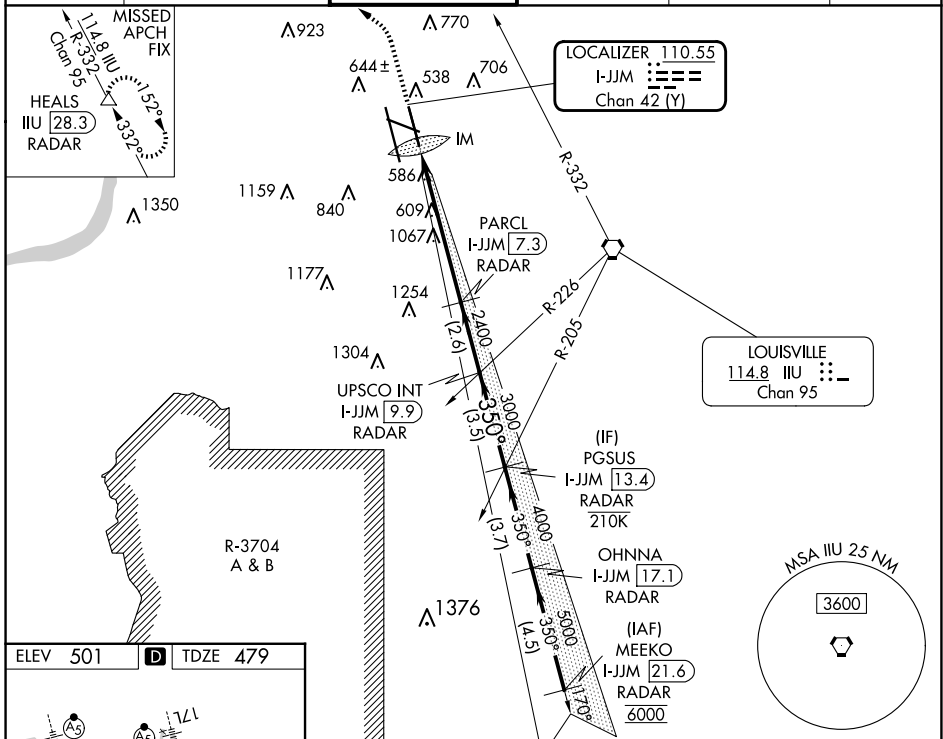 MISSED
APCH
FIX
114.8 IIU
R-332
Chan 95
HEALS
IIU 28.3
RADAR
152°
332°
923
770
644±
538
706
LOCALIZER 110.55
I-JJM
Chan 42 (Y)
IM
R-332
586
1159
840
609
1350
1067
PARCL
I-JJM 7.3
RADAR
1177
1254
2400
(2.6)
R-226
R-205
1304
UPSCO INT
I-JJM 9.9
RADAR
LOUISVILLE
114.8 IIU
Chan 95
350°
3000
(3.5)
(IF)
PGSUS
I-JJM 13.4
RADAR
210K
R-3704
A & B
350°
4000
(3.7)
OHNNA
I-JJM 17.1
RADAR
MSA IIU 25 NM
3600
1376
350°
5000
(4.5)
(IAF)
MEEKO
I-JJM 21.6
RADAR
6000
170°
ELEV 501 D TDZE 479
A5
A5
17L